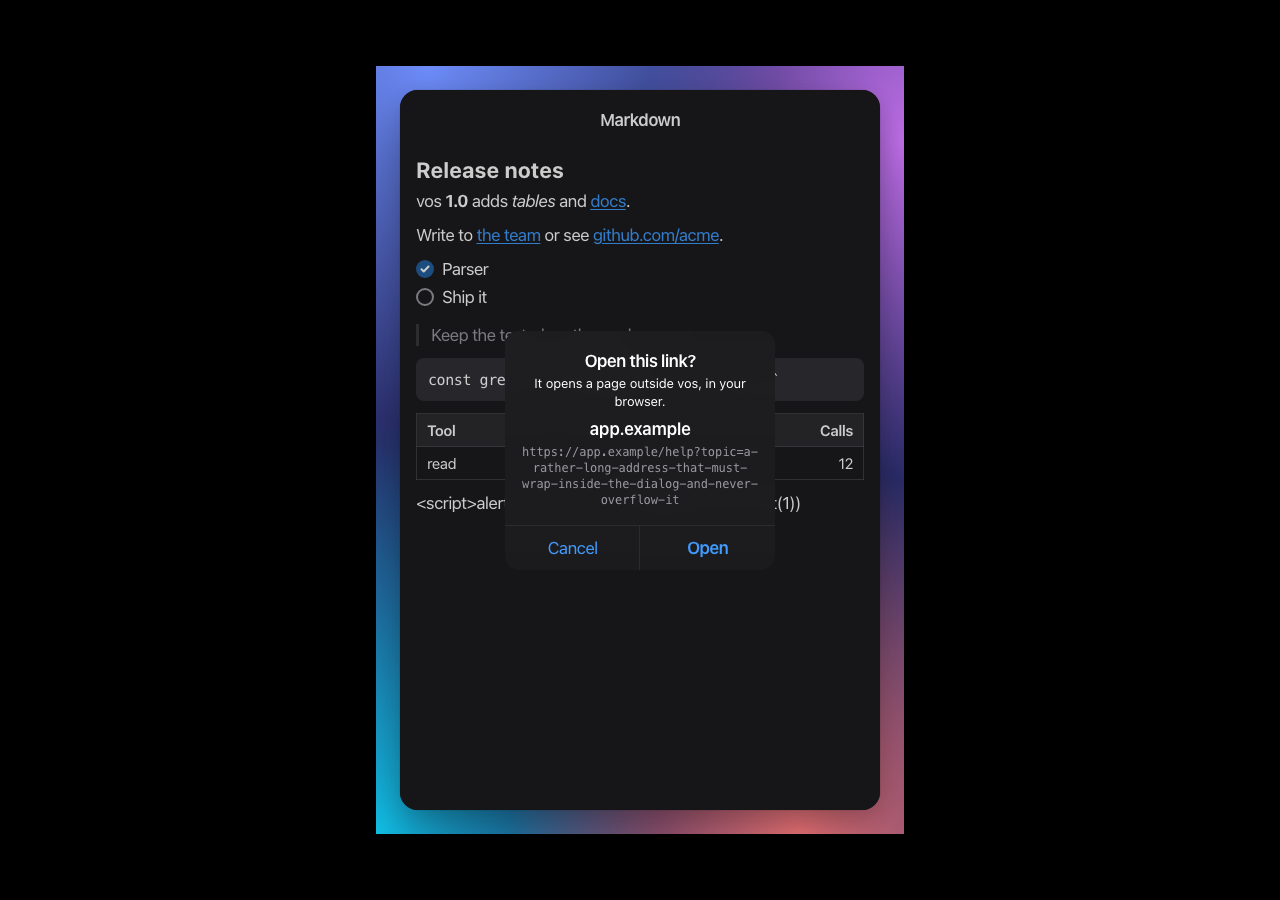 Markdown
Release notes
vos 1.0 adds tables and docs.
Write to the team or see github.com/acme.
Parser
Ship it
Keep the
const gre
Open this link?
It opens a page outside vos, in your
browser.
app.example
https://app.example/help?topic=a-
rather-long-address-that-must-
wrap-inside-the-dialog-and-never-
overflow-it
Tool Calls
read 12
<script>aler (1))
Cancel Open